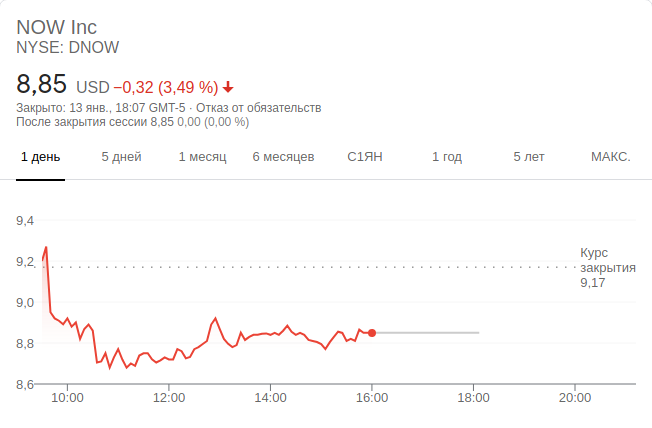 NOW Inc
NYSE: DNOW
8,85 USD −0,32 (3,49 %)
Закрыто: 13 янв., 18:07 GMT-5 · Отказ от обязательств
После закрытия сессии 8,85 0,00 (0,00 %)
1 день 5 дней 1 месяц 6 месяцев С1ЯН 1 год 5 лет МАКС.
9,4
9,2
9,0
8,8
8,6
Курс
закрытия
9,17
10:00 12:00 14:00 16:00 18:00 20:00